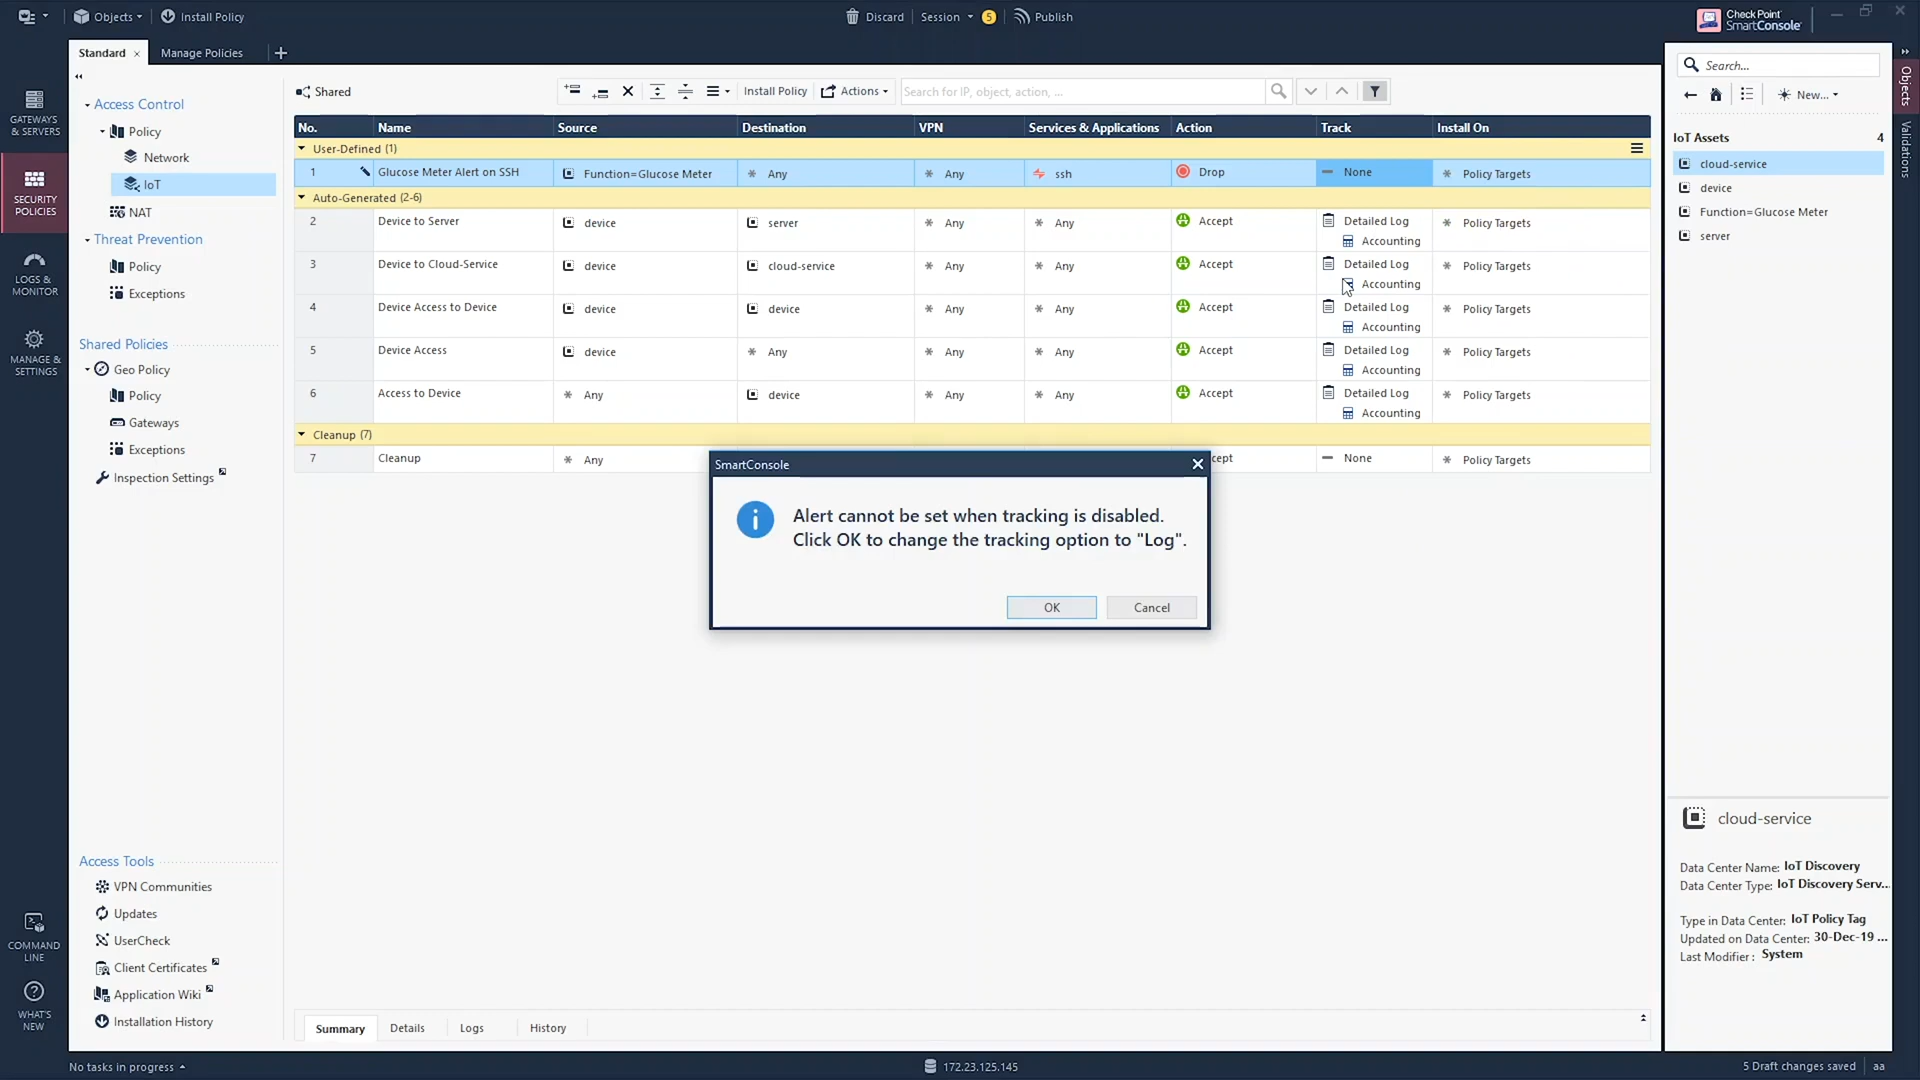 Objects
Install Policy
Discard
Session
5
Publish
Check Point
SmartConsole
Standard
Manage Policies
GATEWAYS
& SERVERS
SECURITY
POLICIES
LOGS &
MONITOR
MANAGE &
SETTINGS
COMMAND
LINE
WHAT'S
NEW
Access Control
Policy
Network
IoT
NAT
Threat Prevention
Policy
Exceptions
Shared Policies
Geo Policy
Policy
Gateways
Exceptions
Inspection Settings
Access Tools
VPN Communities
Updates
UserCheck
Client Certificates
Application Wiki
Installation History
Shared
Install Policy
Actions
Search for IP, object, action, ...
No. Name Source Destination VPN Services & Applications Action Track Install On
User-Defined (1)
1 Glucose Meter Alert on SSH Function=Glucose Meter Any Any ssh Drop None Policy Targets
Auto-Generated (2-6)
2 Device to Server device server Any Any Accept Detailed Log Policy Targets
Accounting
3 Device to Cloud-Service device cloud-service Any Any Accept Detailed Log Policy Targets
Accounting
4 Device Access to Device device device Any Any Accept Detailed Log Policy Targets
Accounting
5 Device Access device Any Any Any Accept Detailed Log Policy Targets
Accounting
6 Access to Device Any device Any Any Accept Detailed Log Policy Targets
Accounting
Cleanup (7)
7 Cleanup Any cept None Policy Targets
SmartConsole
Alert cannot be set when tracking is disabled.
Click OK to change the tracking option to "Log".
OK
Cancel
Summary
Details
Logs
History
Search...
New...
IoT Assets 4
cloud-service
device
Function=Glucose Meter
server
cloud-service
Data Center Name: IoT Discovery
Data Center Type: IoT Discovery Serv...
Type in Data Center: IoT Policy Tag
Updated on Data Center: 30-Dec-19 ...
Last Modifier : System
Objects
Validations
No tasks in progress
172.23.125.145
5 Draft changes saved
aa